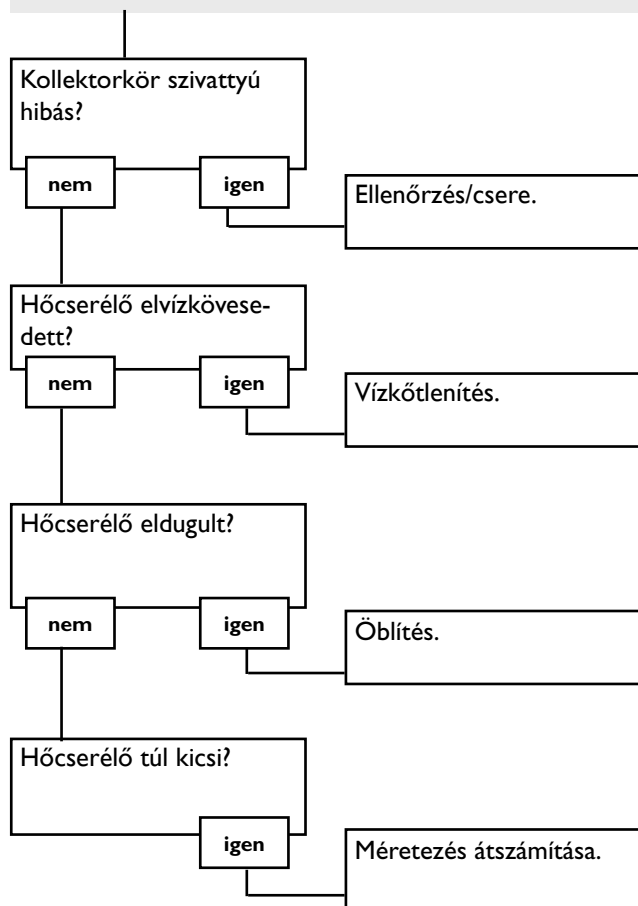 Kollektorkör szivattyú
hibás?
nem
igen
Ellenőrzés/csere.
Hőcserélő elvízkövese-
dett?
nem
igen
Vízkőtlenítés.
Hőcserélő eldugult?
nem
igen
Öblítés.
Hőcserélő túl kicsi?
igen
Méretezés átszámítása.